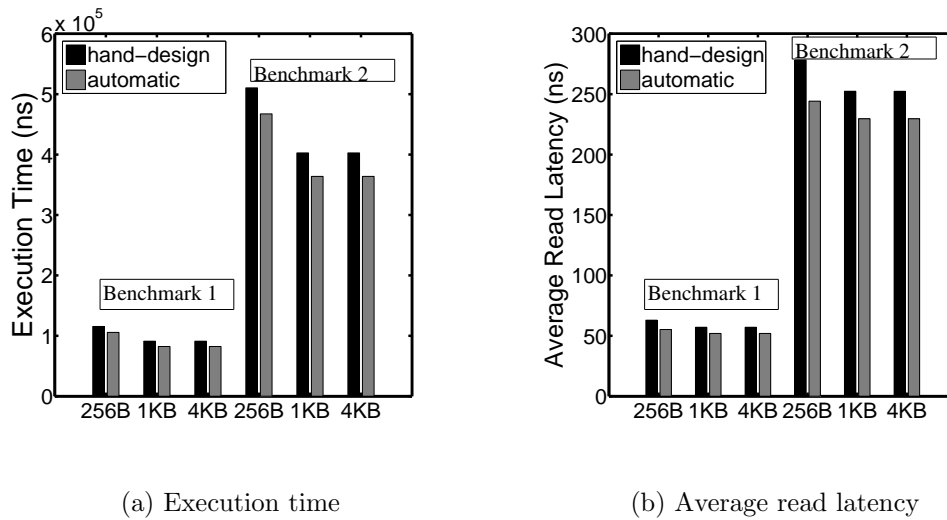 x 10^5
6
5
4
3
2
1
0
Execution Time (ns)
hand-design
automatic
Benchmark 2
Benchmark 1
256B 1KB 4KB 256B 1KB 4KB
(a) Execution time
300
250
200
150
100
50
0
Average Read Latency (ns)
hand-design
automatic
Benchmark 2
Benchmark 1
256B 1KB 4KB 256B 1KB 4KB
(b) Average read latency